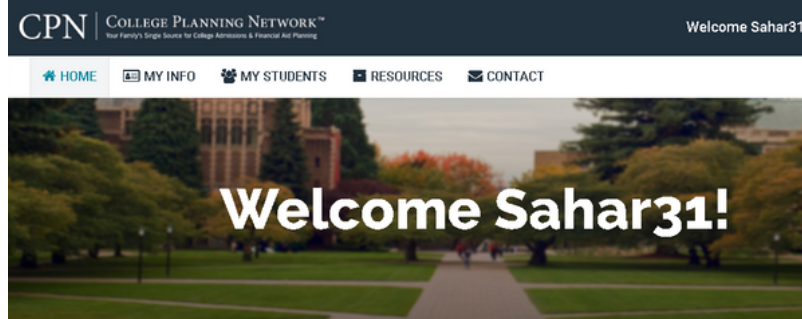 CPN | COLLEGE PLANNING NETWORK™
Your Family's Single Source for College Admissions & Financial Aid Planning
Welcome Sahar31
HOME MY INFO MY STUDENTS RESOURCES CONTACT
Welcome Sahar31!